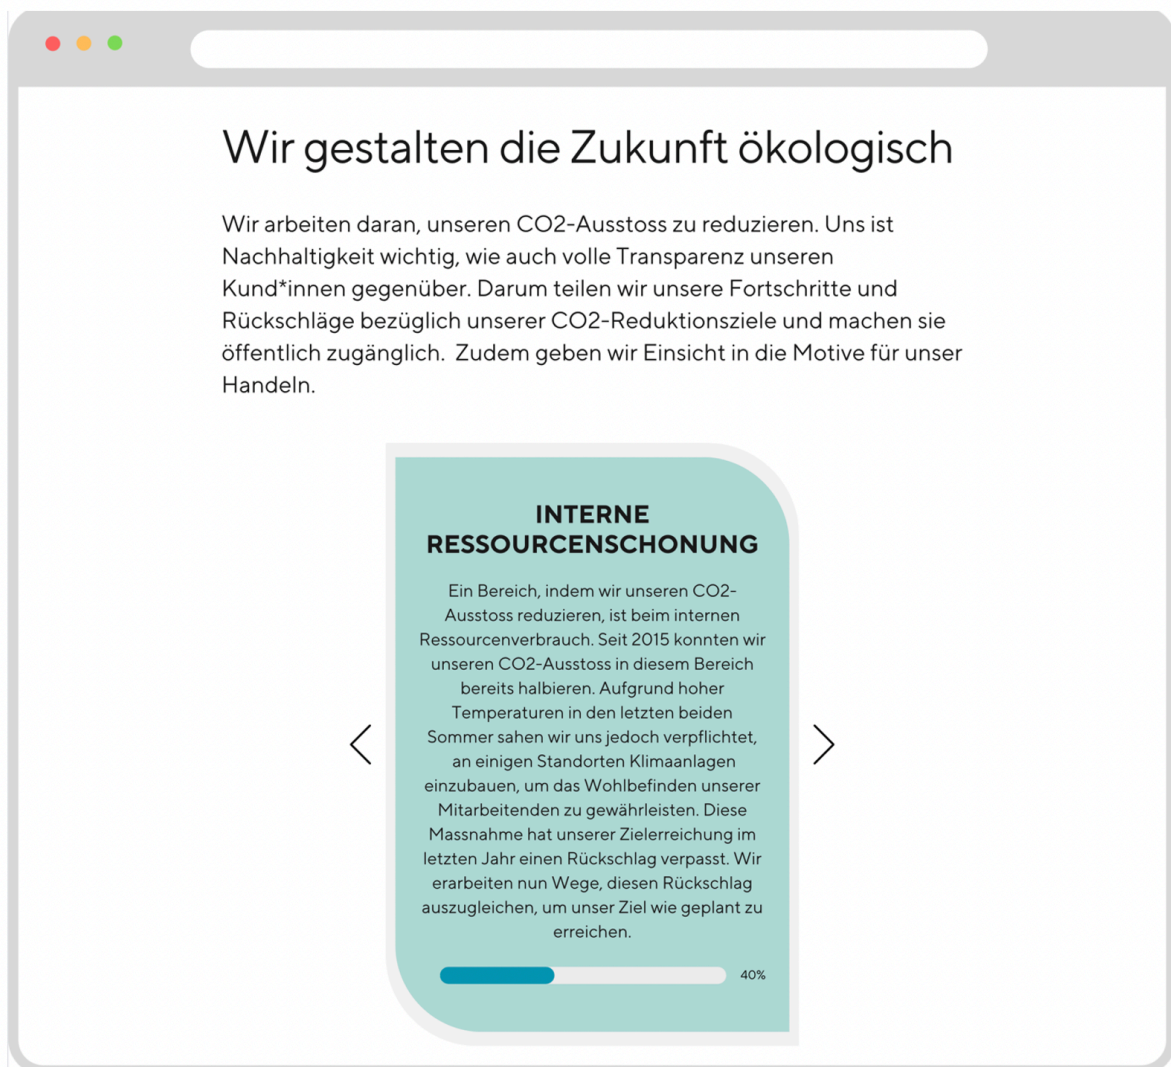 Wir gestalten die Zukunft ökologisch
Wir arbeiten daran, unseren CO2-Ausstoss zu reduzieren. Uns ist
Nachhaltigkeit wichtig, wie auch volle Transparenz unseren
Kund*innen gegenüber. Darum teilen wir unsere Fortschritte und
Rückschläge bezüglich unserer CO2-Reduktionsziele und machen sie
öffentlich zugänglich.  Zudem geben wir Einsicht in die Motive für unser
Handeln.
INTERNE
RESSOURCENSCHONUNG
Ein Bereich, indem wir unseren CO2-
Ausstoss reduzieren, ist beim internen
Ressourcenverbrauch. Seit 2015 konnten wir
unseren CO2-Ausstoss in diesem Bereich
bereits halbieren. Aufgrund hoher
Temperaturen in den letzten beiden
Sommer sahen wir uns jedoch verpflichtet,
an einigen Standorten Klimaanlagen
einzubauen, um das Wohlbefinden unserer
Mitarbeitenden zu gewährleisten. Diese
Massnahme hat unserer Zielerreichung im
letzten Jahr einen Rückschlag verpasst. Wir
erarbeiten nun Wege, diesen Rückschlag
auszugleichen, um unser Ziel wie geplant zu
erreichen.
40%